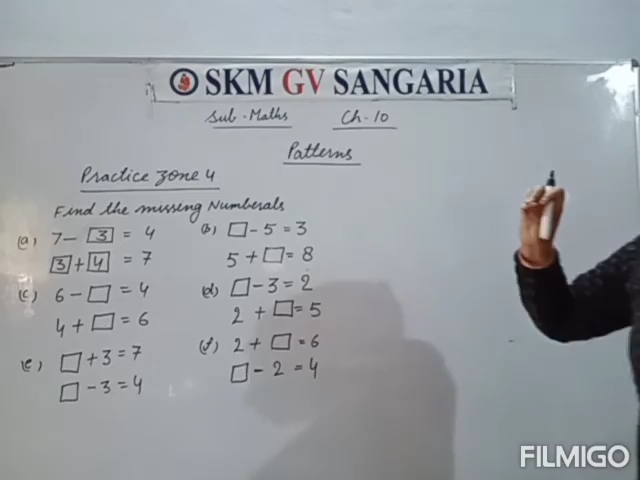 SKM GV SANGARIA
Sub - Maths Ch - 10
Patterns
Practice Zone 4
Find the missing Numberals
(a) 7 - 3 = 4
3 + 4 = 7
(b) □ - 5 = 3
5 + □ = 8
(c) 6 - □ = 4
4 + □ = 6
(d) □ - 3 = 2
2 + □ = 5
(e) □ + 3 = 7
□ - 3 = 4
(f) 2 + □ = 6
□ - 2 = 4
FILMIGO